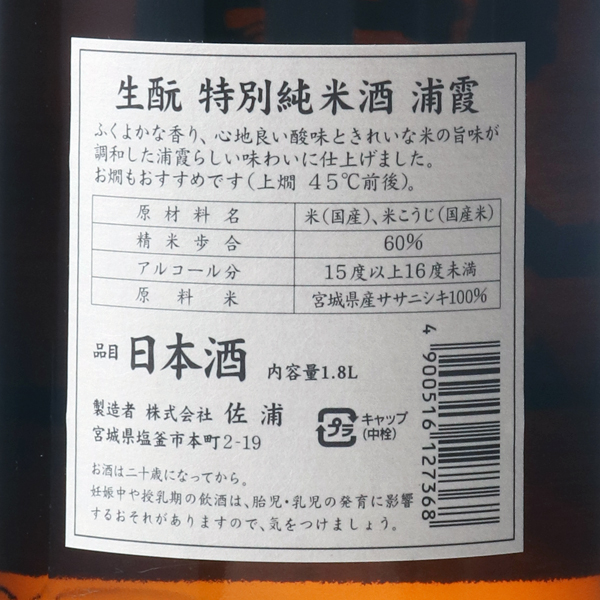 生酛 特別純米酒 浦霞
ふくよかな香り、心地良い酸味ときれいな米の旨味が
調和した浦霞らしい味わいに仕上げました。
お燗もおすすめです(上燗 45℃前後)。
原材料名 米(国産)、米こうじ(国産米)
精米歩合 60%
アルコール分 15度以上16度未満
原料米 宮城県産ササニシキ100%
品目 日本酒 内容量1.8L
製造者 株式会社 佐浦
宮城県塩釜市本町2-19
プラ キャップ
(中栓)
お酒は二十歳になってから。
妊娠中や授乳期の飲酒は、胎児・乳児の発育に影響
するおそれがありますので、気をつけましょう。
4 900516 127368